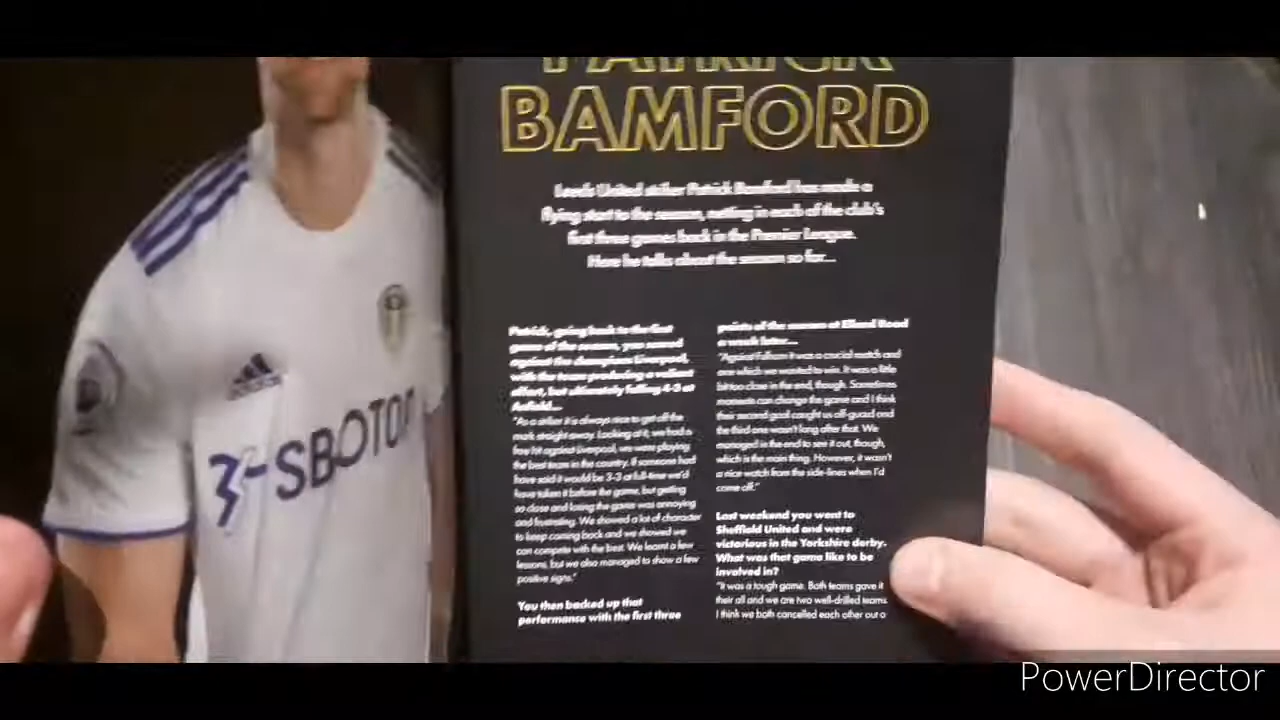 PATRICK
BAMFORD
Leeds United striker Patrick Bamford has made a
flying start to the season, netting in each of the club's
first three games back in the Premier League.
Here he talks about the season so far...
Patrick, going back to the first
game of the season, you scored
against the champions Liverpool,
with the team producing a valiant
effort, but ultimately falling 4-3 at
Anfield...
"As a striker it is always nice to get off the
mark straight away. Looking at it, we had a
free hit against Liverpool, we were playing
the best team in the country. If someone had
have said it would be 3-3 at full-time we'd
have taken it before the game, but getting
so close and losing the game was annoying
and frustrating. We showed a lot of character
to keep coming back and we showed we
can compete with the best. We learnt a few
lessons, but we also managed to show a few
positive signs."
You then backed up that
performance with the first three
points of the season at Elland Road
a week later...
"Against Fulham it was a crucial match and
one which we wanted to win. It was a little
bit too close in the end, though. Sometimes
moments can change the game and I think
their second goal caught us off-guard and
the third one wasn't long after that. We
managed in the end to see it out, though,
which is the main thing. However, it wasn't
a nice watch from the side-lines when I'd
come off."
Last weekend you went to
Sheffield United and were
victorious in the Yorkshire derby.
What was that game like to be
involved in?
"It was a tough game. Both teams gave it
their all and we are two well-drilled teams
I think we both cancelled each other out o
SBOTO
adidas
PowerDirector